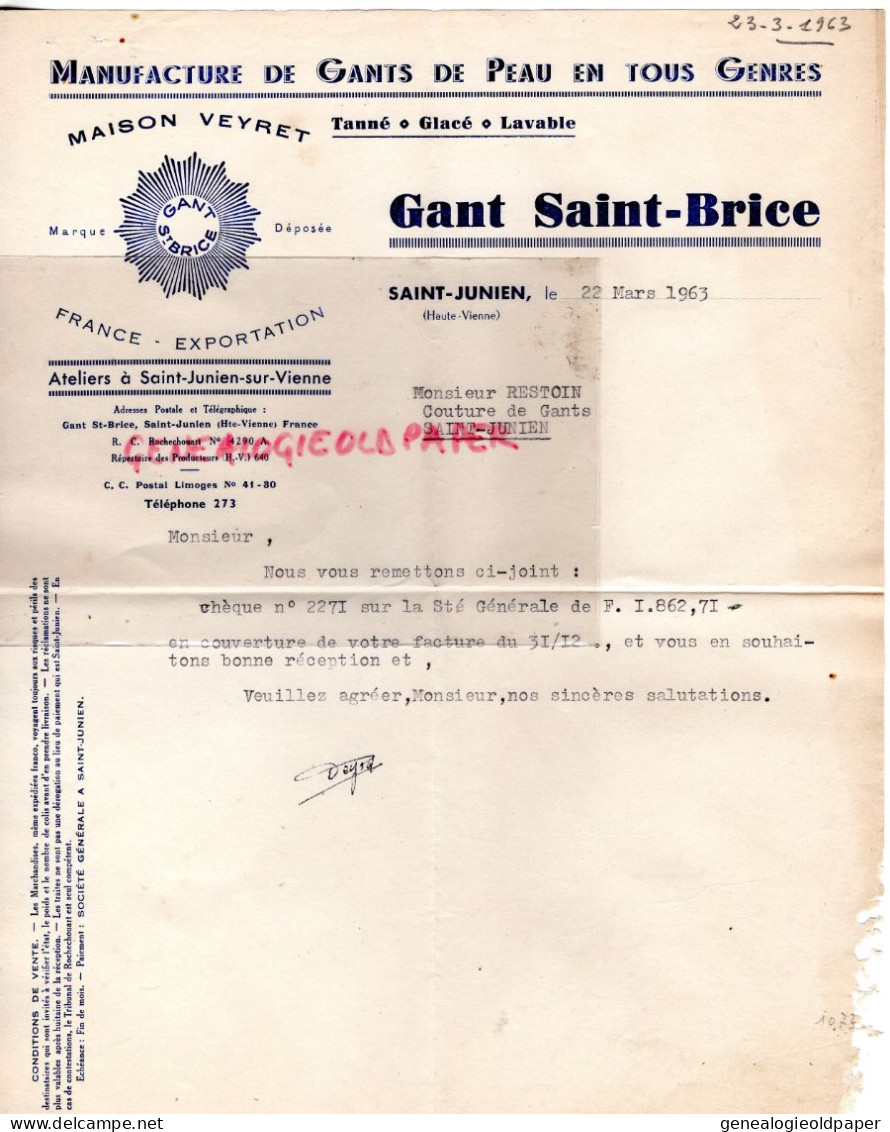 23-3-1963
MANUFACTURE DE GANTS DE PEAU EN TOUS GENRES
MAISON VEYRET
Tanné ⋄ Glacé ⋄ Lavable
GANT
ST BRICE
Marque Déposée
Gant Saint-Brice
FRANCE - EXPORTATION
SAINT-JUNIEN, le 22 Mars 1963
(Haute-Vienne)
Ateliers à Saint-Junien-sur-Vienne
Adresses Postale et Télégraphique :
Gant St-Brice, Saint-Junien (Hte-Vienne) France
R. C. Rochechouart No 4290 A
Répertoire des Producteurs (H.-V.) 640
C. C. Postal Limoges No 41-80
Téléphone 273
GENEALOGIEOLDPAPER
Monsieur RESTOIN
Couture de Gants
SAINT-JUNIEN
Monsieur ,
Nous vous remettons ci-joint :
chèque n° 227I sur la Sté Générale de F. I.862,7I -
en couverture de votre facture du 3I/I2 ., et vous en souhai-
tons bonne réception et ,
Veuillez agréer,Monsieur,nos sincères salutations.
CONDITIONS DE VENTE. — Les Marchandises, même expédiées franco, voyagent toujours aux risques et périls des
destinataires qui sont invités à vérifier l'état, le poids et le nombre de colis avant d'en prendre livraison. — Les réclamations ne sont
plus valables après huitaine de la réception. — Les traites ne sont pas une dérogation au lieu de paiement qui est Saint-Junien. — En
cas de contestations, le Tribunal de Rochechouart est seul compétent.
Echéance : Fin de mois. — Paiement : SOCIÉTÉ GÉNÉRALE A SAINT-JUNIEN.
genealogieoldpaper